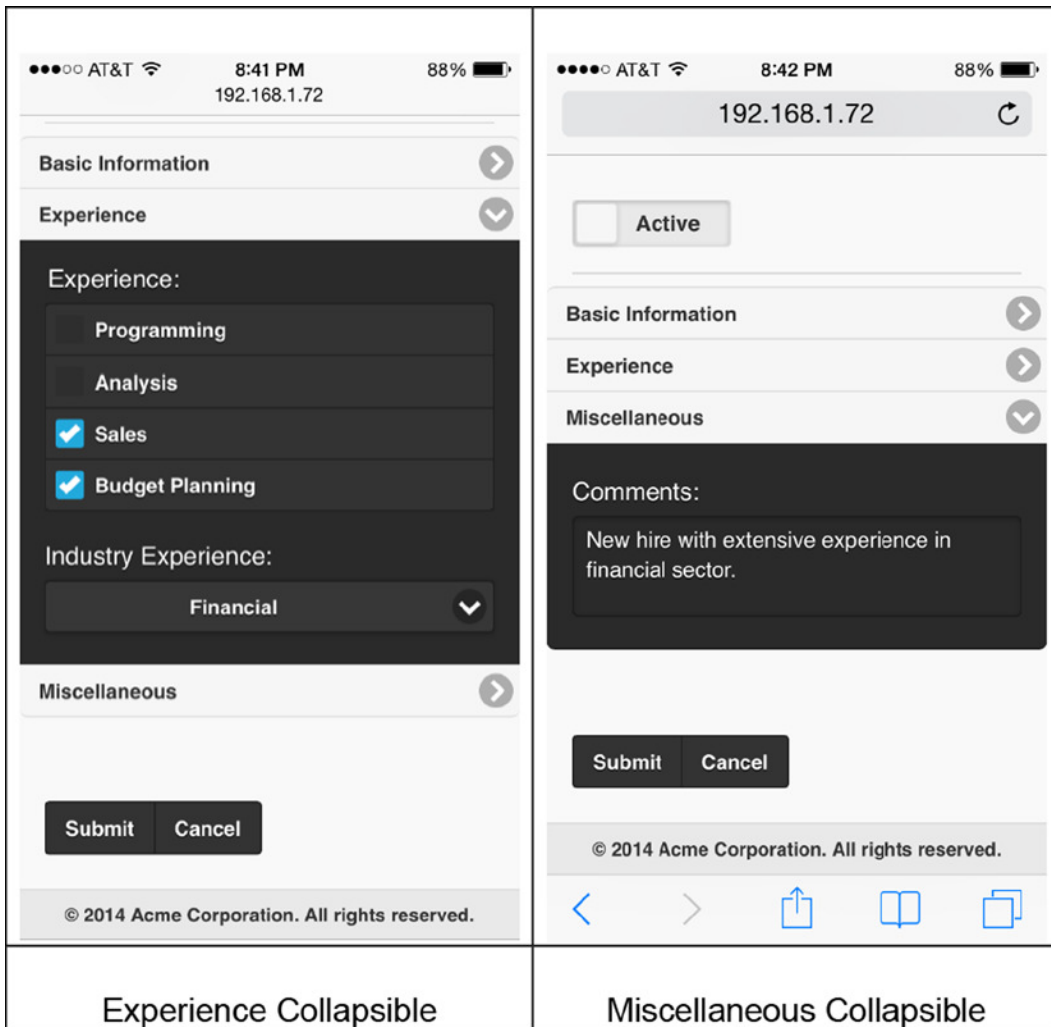 AT&T 8:41 PM 88%
192.168.1.72
Basic Information
Experience
Experience:
Programming
Analysis
Sales
Budget Planning
Industry Experience:
Financial
Miscellaneous
Submit Cancel
© 2014 Acme Corporation. All rights reserved.
Experience Collapsible
AT&T 8:42 PM 88%
192.168.1.72
Active
Basic Information
Experience
Miscellaneous
Comments:
New hire with extensive experience in
financial sector.
Submit Cancel
© 2014 Acme Corporation. All rights reserved.
Miscellaneous Collapsible